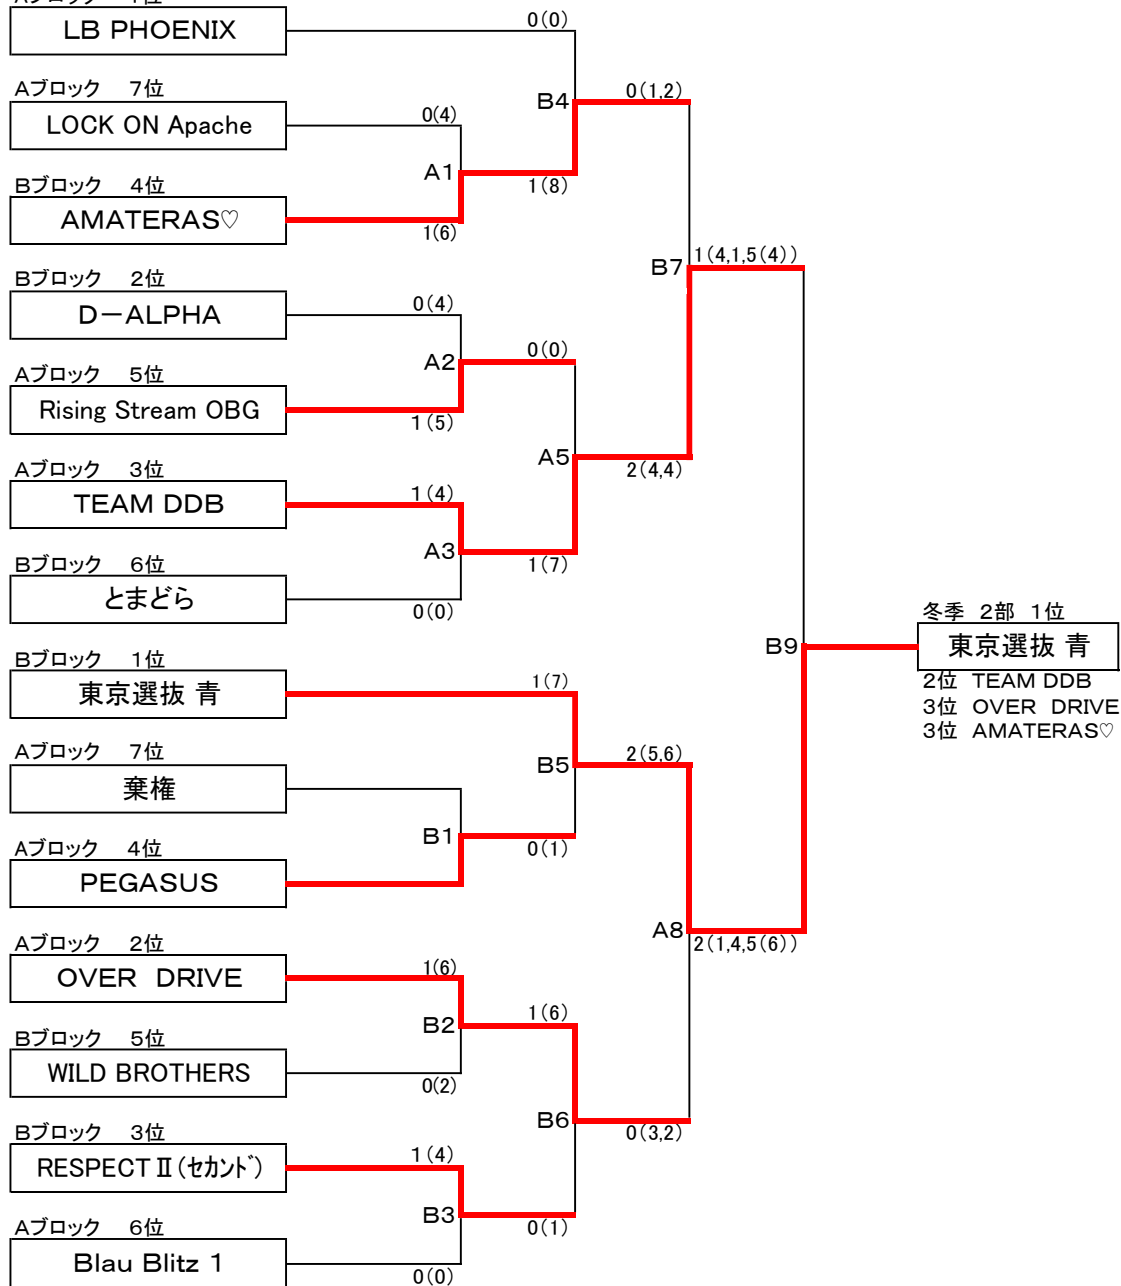 LB PHOENIX
0(0)
Aブロック 7位
LOCK ON Apache
0(4)
B4
0(1,2)
A1
1(8)
Bブロック 4位
AMATERAS♡
1(6)
Bブロック 2位
D－ALPHA
0(4)
B7
1(4,1,5(4))
A2
0(0)
Aブロック 5位
Rising Stream OBG
1(5)
A5
2(4,4)
Aブロック 3位
TEAM DDB
1(4)
A3
1(7)
Bブロック 6位
とまどら
0(0)
B9
冬季 2部 1位
東京選抜 青
2位 TEAM DDB
3位 OVER DRIVE
3位 AMATERAS♡
Bブロック 1位
東京選抜 青
1(7)
B5
2(5,6)
Aブロック 7位
棄権
B1
0(1)
Aブロック 4位
PEGASUS
A8
2(1,4,5(6))
Aブロック 2位
OVER DRIVE
1(6)
B2
1(6)
Bブロック 5位
WILD BROTHERS
0(2)
B6
0(3,2)
Bブロック 3位
RESPECTⅡ(ｾｶﾝﾄﾞ)
1(4)
B3
0(1)
Aブロック 6位
Blau Blitz 1
0(0)